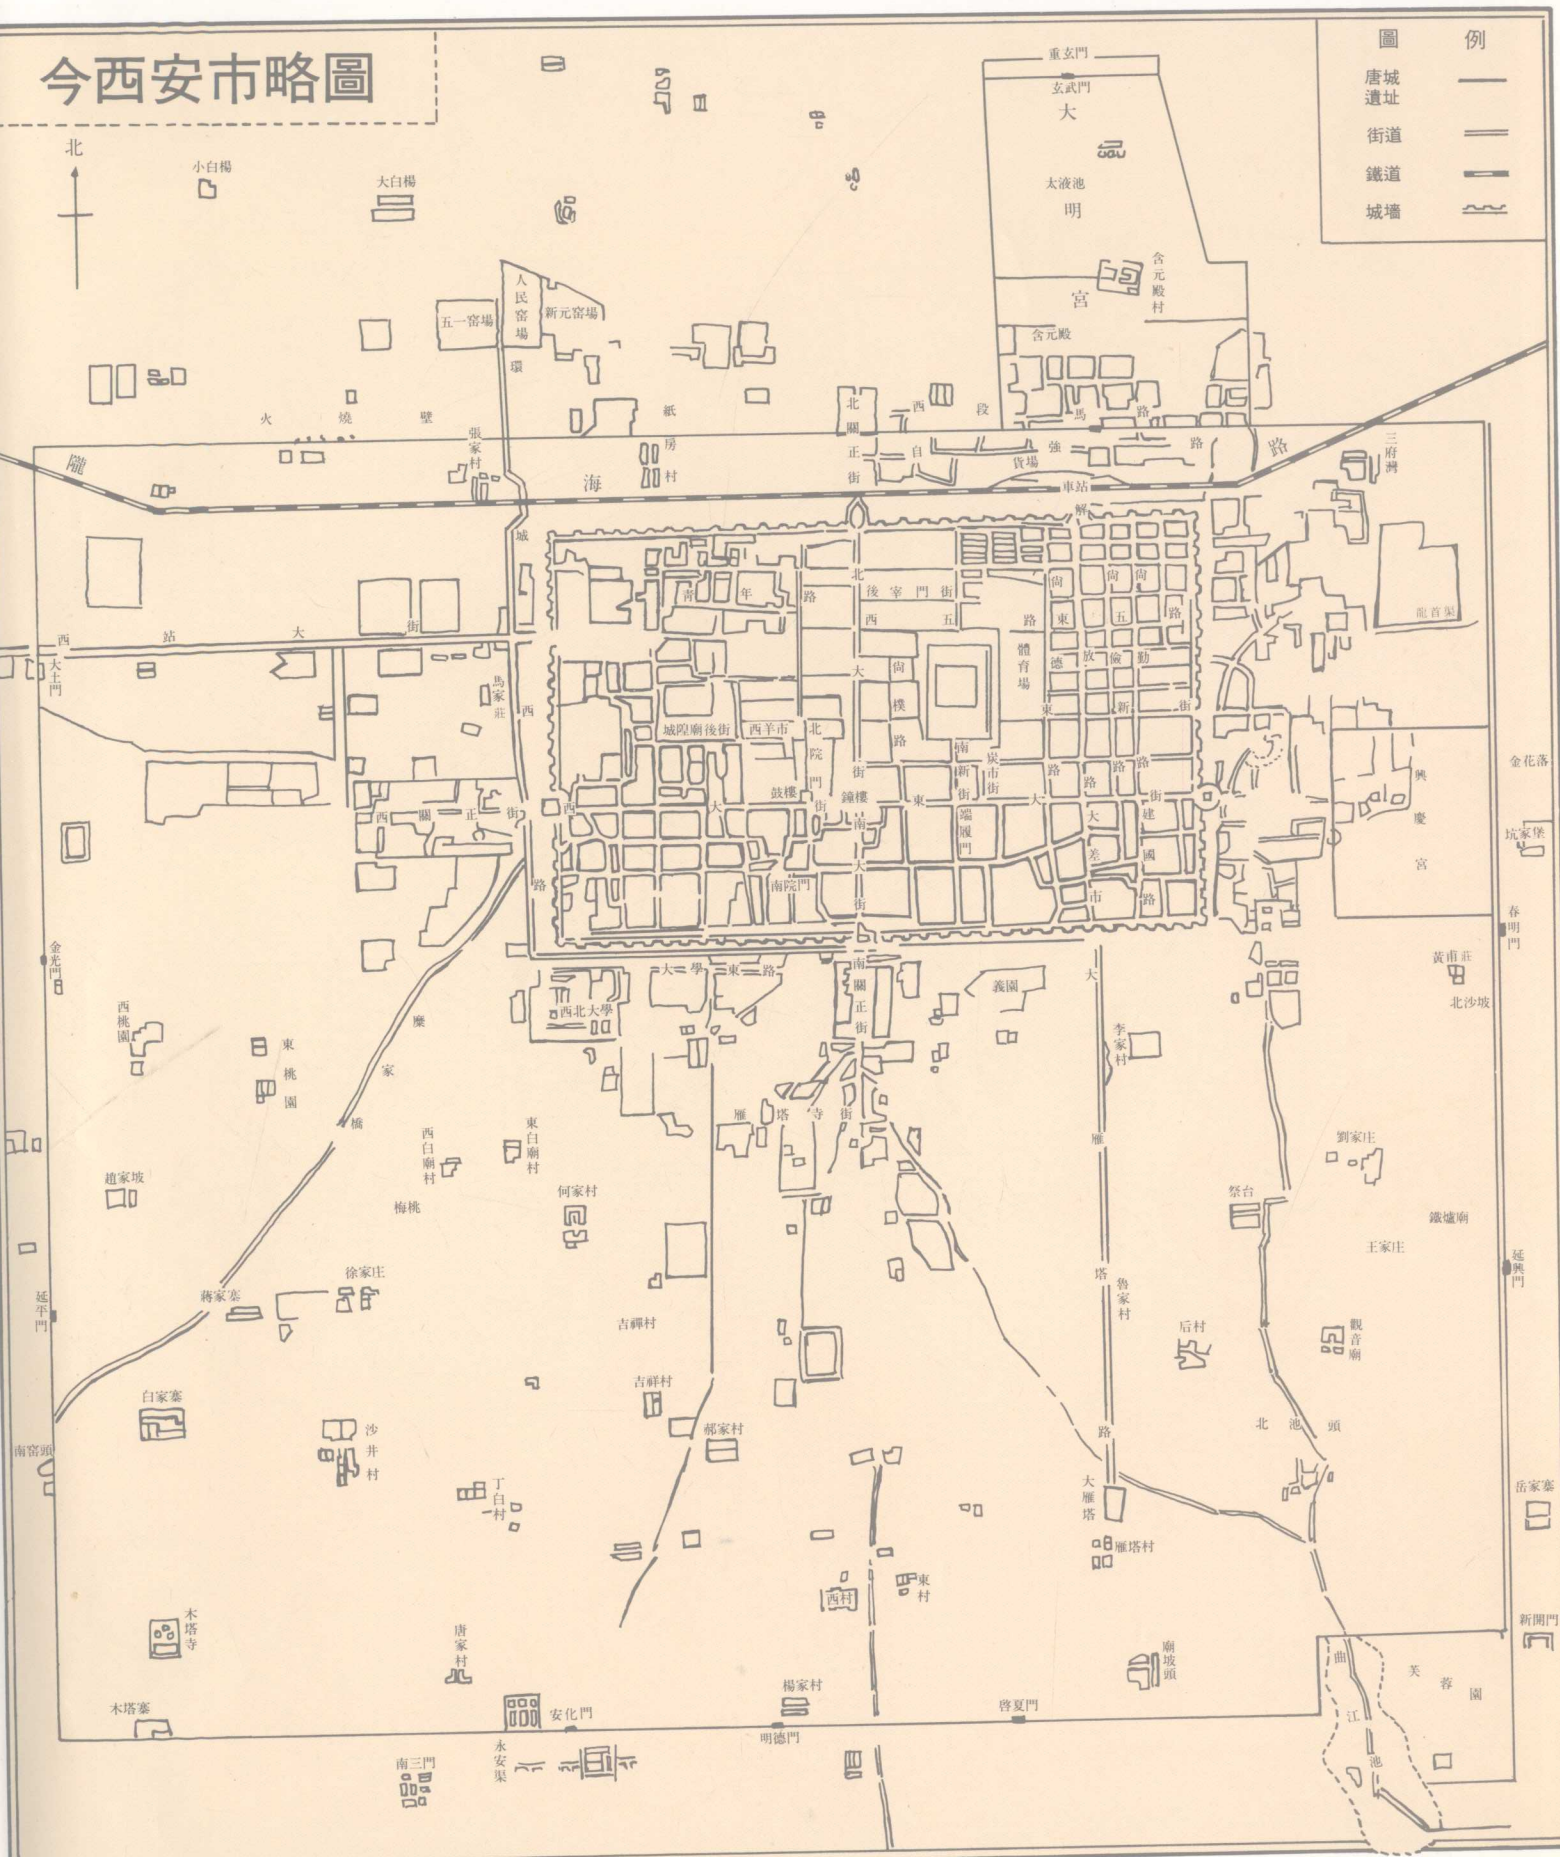 今西安市略圖
圖例
唐城遺址
街道
鐵道
城墻
北
小白楊
大白楊
重玄門
玄武門
大明宮
太液池
含元殿村
含元殿
五一窑場
人民窑場
新元窑場
環城西路
火燒壁
張家村
紙房村
北關正街
西段
馬路
自強路
貨場
隴海路
車站
三府灣
解
西站大街
大土門
馬家莊
青年路
北大街
後宰門街
西五路
東五路
尚
尚
尚
體育場
尚樸路
德
放
儉
勤
龍首渠
城隍廟後街
西羊市
北院門街
東新街
南新街
炭市街
路
路
路
鼓樓
鐘樓
西關正街
西大街
東大街
端履門
大差市
建國路
南大街
南院門
興慶宮
金花落
坑家堡
春明門
金光門
大學東路
西北大學
南關正街
義園
大雁塔路
李家村
黃甫莊
北沙坡
西桃園
東桃園
糜家橋
西白廟村
東白廟村
梅桃
何家村
雁塔寺街
劉家庄
祭台
鐵爐廟
王家庄
延興門
趙家坡
徐家庄
蔣家寨
延平門
吉禪村
魯家村
后村
觀音廟
白家寨
吉祥村
郝家村
北池頭
南窑頭
沙井村
丁白村
大雁塔
雁塔村
岳家寨
西村
東村
木塔寺
唐家村
廟坡頭
新開門
曲江池
芙蓉園
木塔寨
安化門
楊家村
明德門
啓夏門
永安渠
南三門